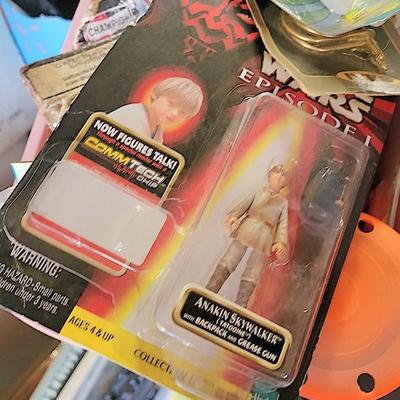 CHAMPION
WARS
EPISODE I
NOW FIGURES TALK!
COMMTECH
CHIP
WARNING:
HAZARD-Small parts.
under 3 years.
AGES 4 & UP
ANAKIN SKYWALKER
(TATOOINE)
WITH BACKPACK AND GREASE GUN
COLLECT